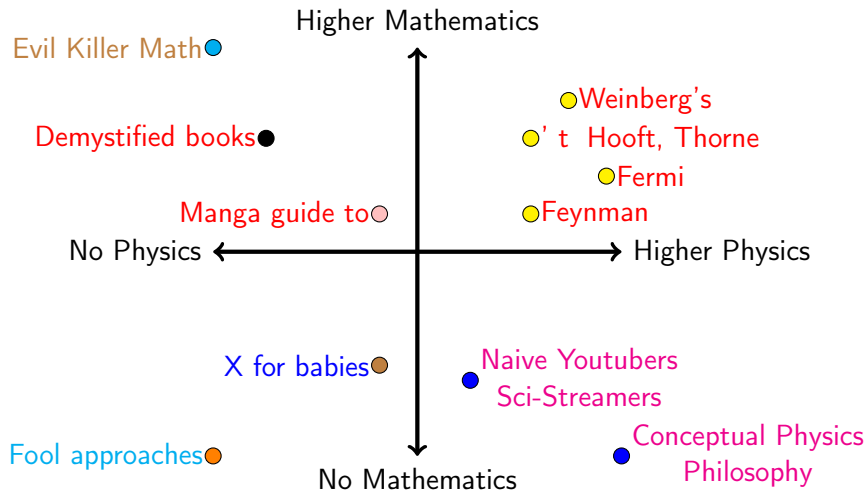 Higher Mathematics
Evil Killer Math
Weinberg's
Demystified books
' t Hooft, Thorne
Fermi
Manga guide to
Feynman
No Physics
Higher Physics
X for babies
Naive Youtubers
Sci-Streamers
Conceptual Physics
Fool approaches
Philosophy
No Mathematics